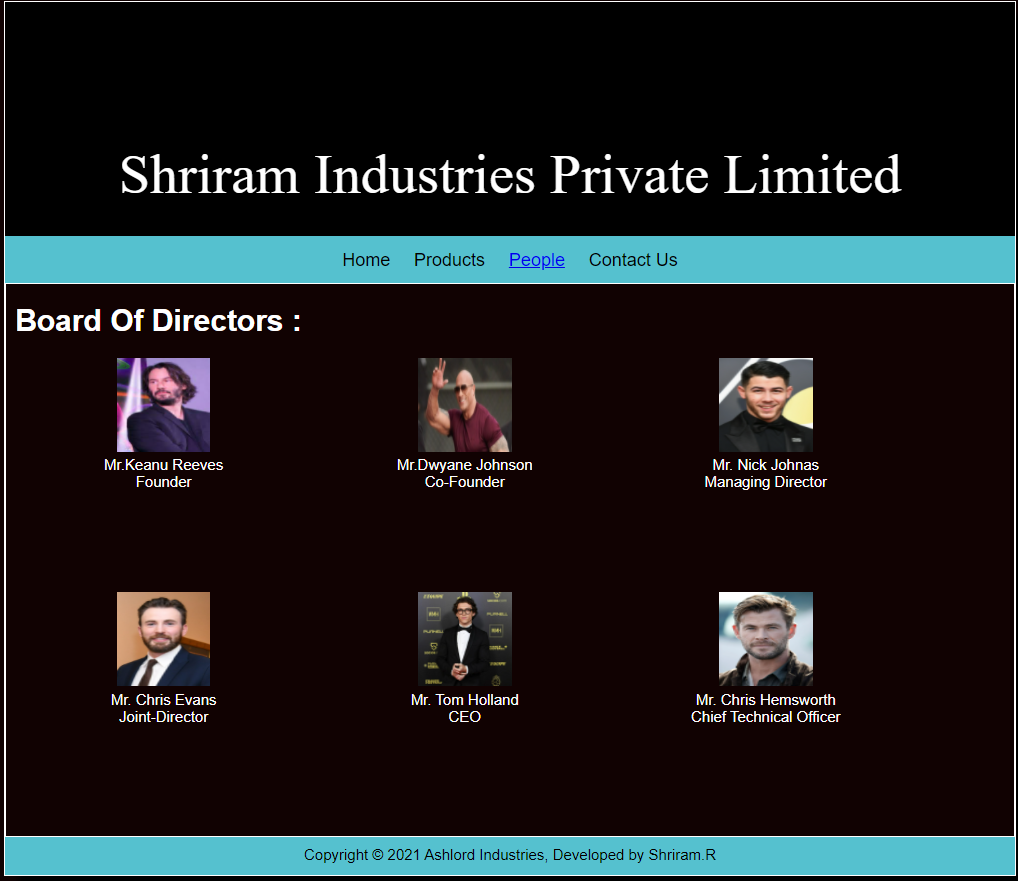 Shriram Industries Private Limited
Home Products People Contact Us
Board Of Directors :
Mr.Keanu Reeves
Founder
Mr.Dwyane Johnson
Co-Founder
Mr. Nick Johnas
Managing Director
Mr. Chris Evans
Joint-Director
Mr. Tom Holland
CEO
Mr. Chris Hemsworth
Chief Technical Officer
Copyright © 2021 Ashlord Industries, Developed by Shriram.R